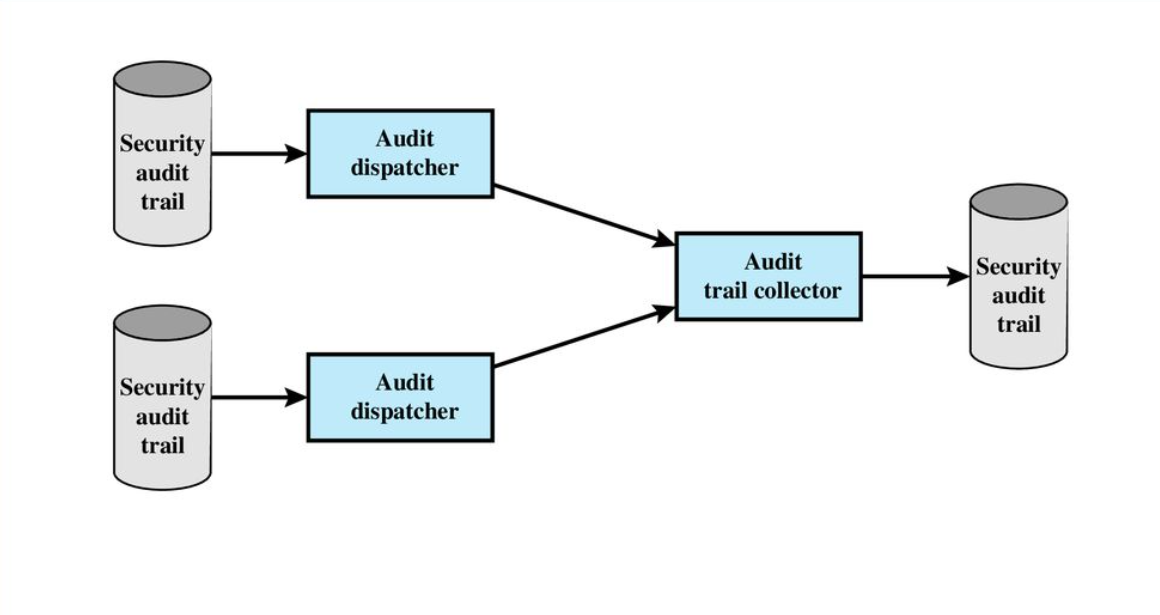 Security
audit
trail
Audit
dispatcher
Security
audit
trail
Audit
dispatcher
Audit
trail collector
Security
audit
trail